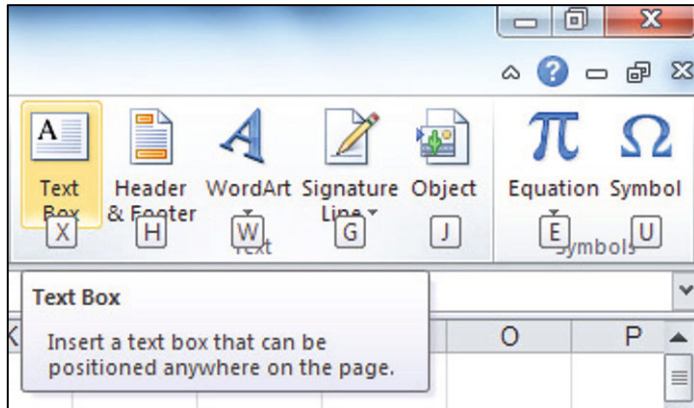 Text Box
Header & Footer
WordArt
Signature Line
Object
Equation
Symbol
X
H
W
G
J
E
U
Text
Symbols
Text Box
Insert a text box that can be
positioned anywhere on the page.
K
O
P